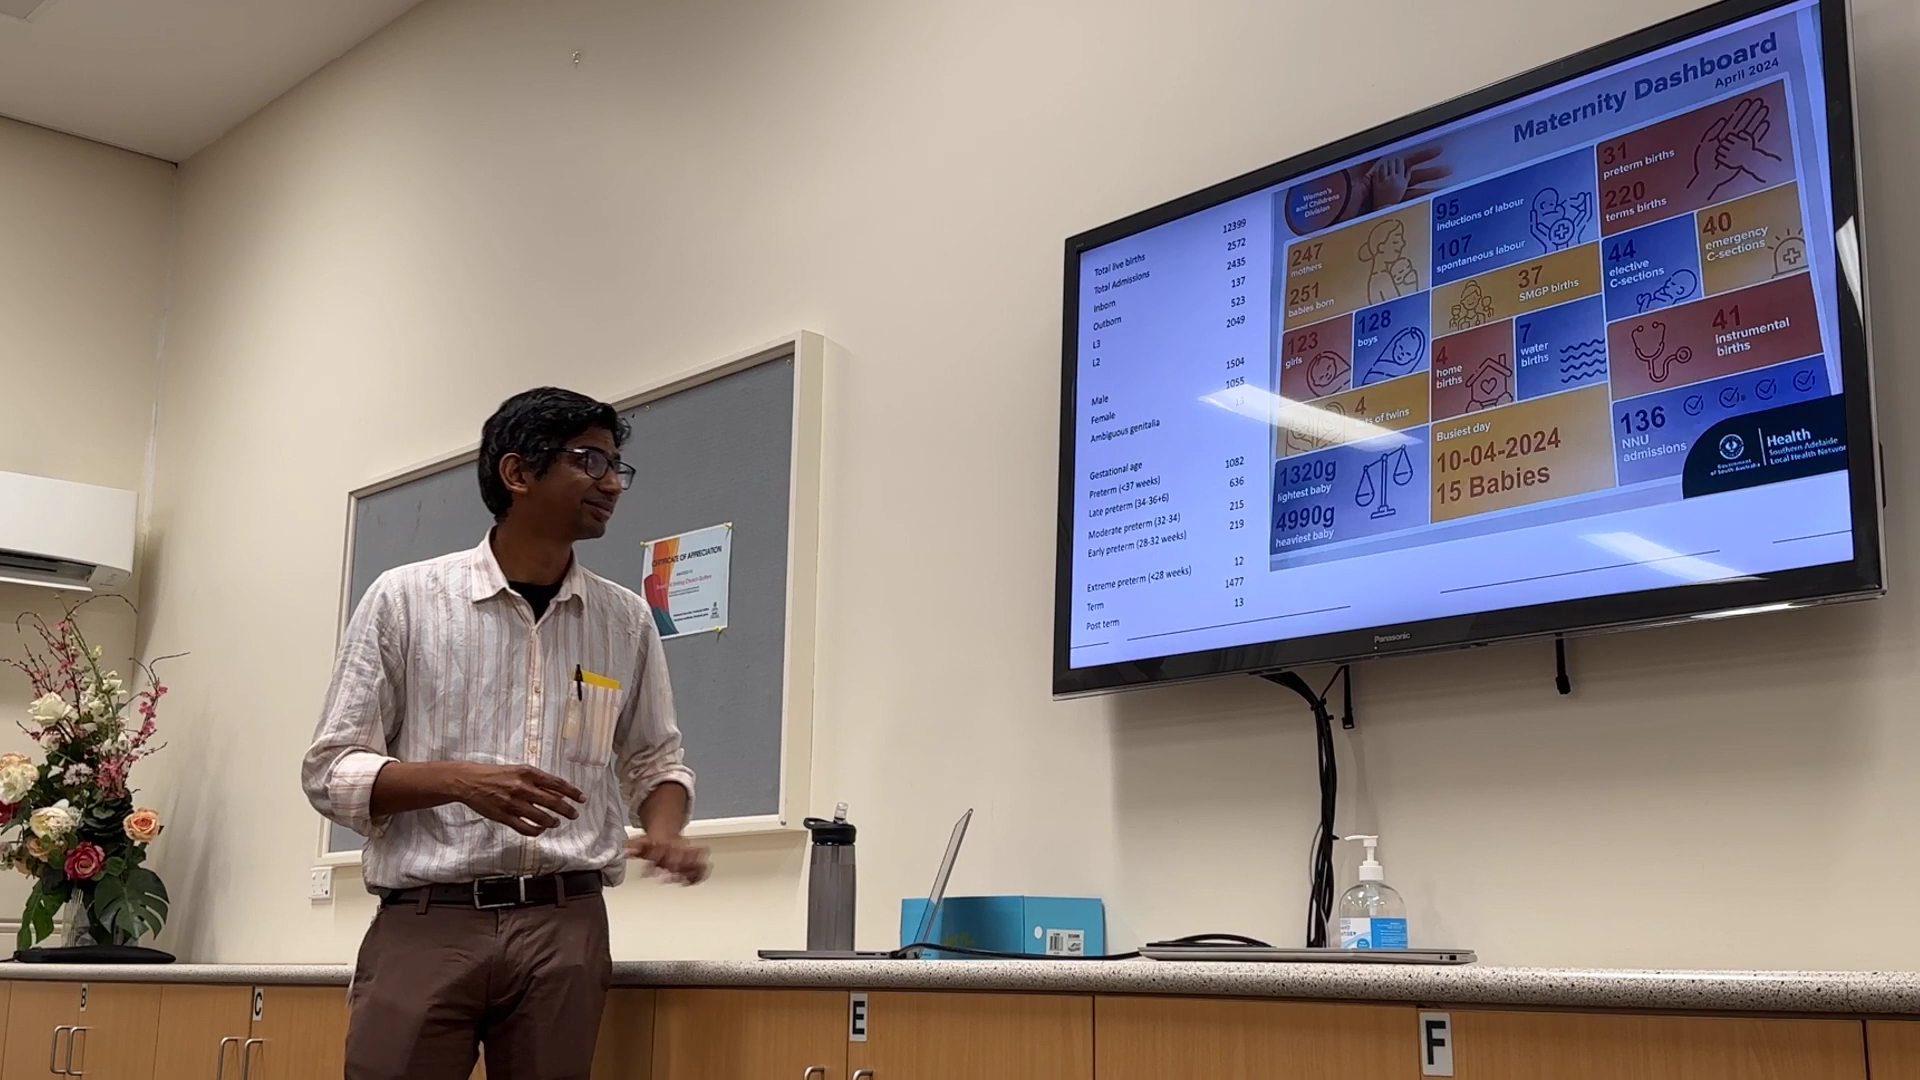 Maternity Dashboard
April 2024
Women's
and Childrens
Division
247
mothers
251
babies born
95
inductions of labour
107
spontaneous labour
31
preterm births
220
terms births
123
girls
128
boys
37
SMGP births
44
elective
C-sections
40
emergency
C-sections
4
home
births
7
water
births
41
instrumental
births
4
sets of twins
1320g
lightest baby
4990g
heaviest baby
Busiest day
10-04-2024
15 Babies
136
NNU
admissions
Government
of South Australia
Health
Southern Adelaide
Local Health Network
12399
2572
2435
137
523
2049
1504
1055
13
1082
636
215
219
12
1477
13
Total live births
Total Admissions
Inborn
Outborn
L3
L2
Male
Female
Ambiguous genitalia
Gestational age
Preterm (<37 weeks)
Late preterm (34-36+6)
Moderate preterm (32-34)
Early preterm (28-32 weeks)
Extreme preterm (<28 weeks)
Term
Post term
Panasonic
CERTIFICATE OF APPRECIATION
B
C
E
F